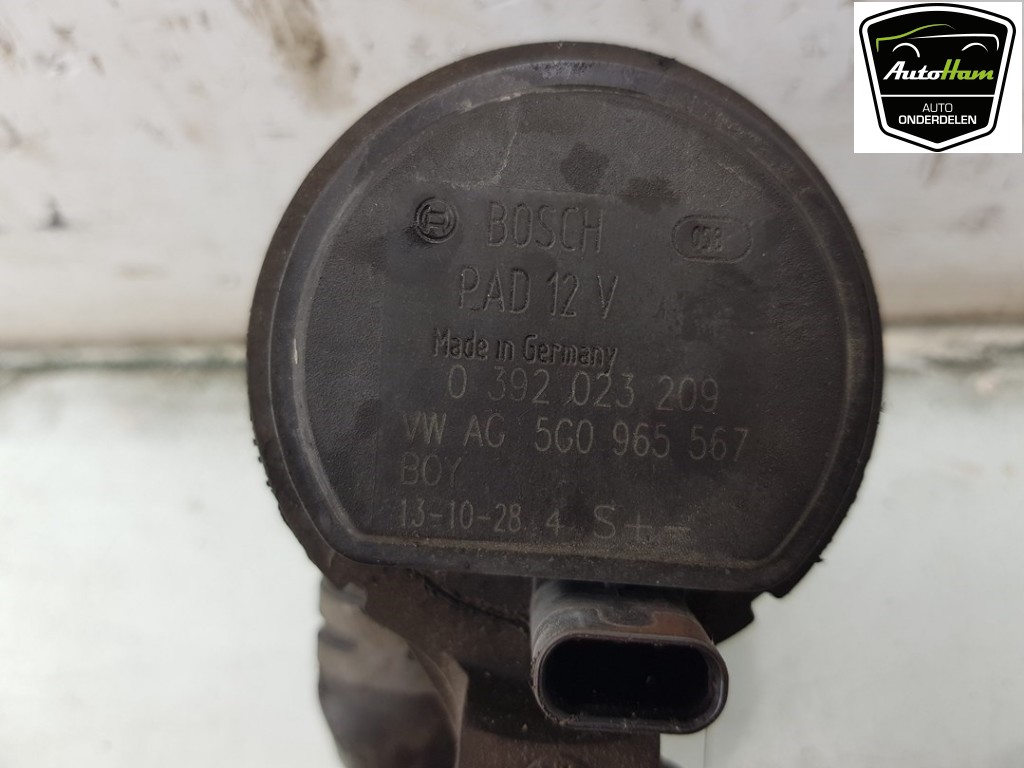 AutoHam
AUTO
ONDERDELEN
BOSCH 058
PAD 12 V
Made in Germany
0 392 023 209
VW AG 5G0 965 567
BOY
13-10-28 4 S + -